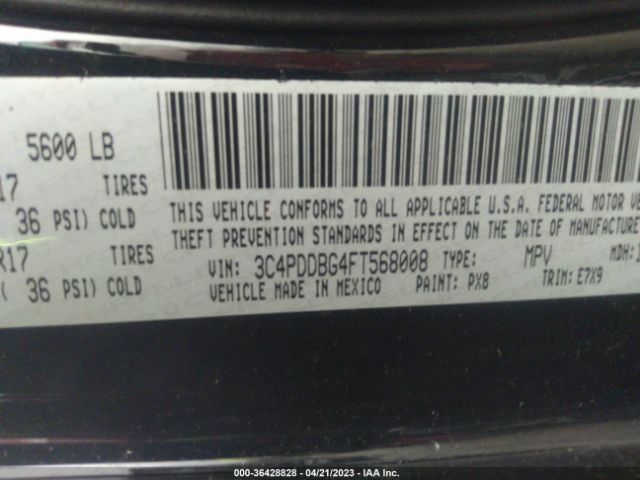 5600 LB
17 TIRES
36 PSI) COLD
R17 TIRES
( 36 PSI) COLD
THIS VEHICLE CONFORMS TO ALL APPLICABLE U.S.A. FEDERAL MOTOR VE
THEFT PREVENTION STANDARDS IN EFFECT ON THE DATE OF MANUFACTURE
VIN: 3C4PDDBG4FT568008 TYPE: MPV MDH:
VEHICLE MADE IN MEXICO PAINT: PX8 TRIM: E7X9
000-36428828 - 04/21/2023 - IAA Inc.